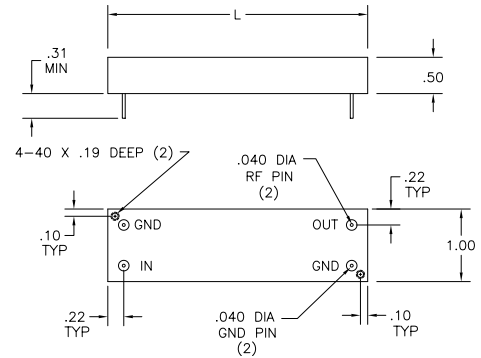 L
.31
MIN
.50
4-40 X .19 DEEP (2)
.040 DIA
RF PIN
(2)
.22
TYP
.10
TYP
GND
OUT
1.00
IN
GND
.22
TYP
.040 DIA
GND PIN
(2)
.10
TYP